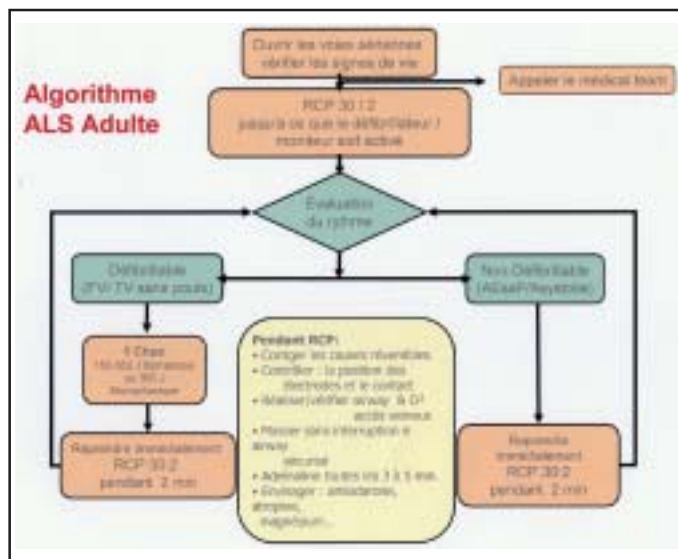 Algorithme
ALS Adulte
Ouvrir les voies aériennes
vérifier les signes de vie
Appeler le médical team
RCP 30 / 2
jusqu'à ce que le défibrillateur /
moniteur soit activé
Evaluation
du rythme
Défibrillable
(FV/ TV sans pouls)
Non Défibrillable
1 Choc
Reprendre immédiatement
RCP 30:2
pendant 2 min
Pendant RCP:
• Corriger les causes réversibles.
• Contrôler : la position des
électrodes et le contact
• Réaliser/vérifier airway & O²
accès veineux
• Masser sans interruption si
airway
sécurisé
• Adrénaline toutes les 3 à 5 min.
• Envisager : amiodarone,
atropine,
magnésium...
Reprendre
immédiatement
RCP 30:2
pendant 2 min